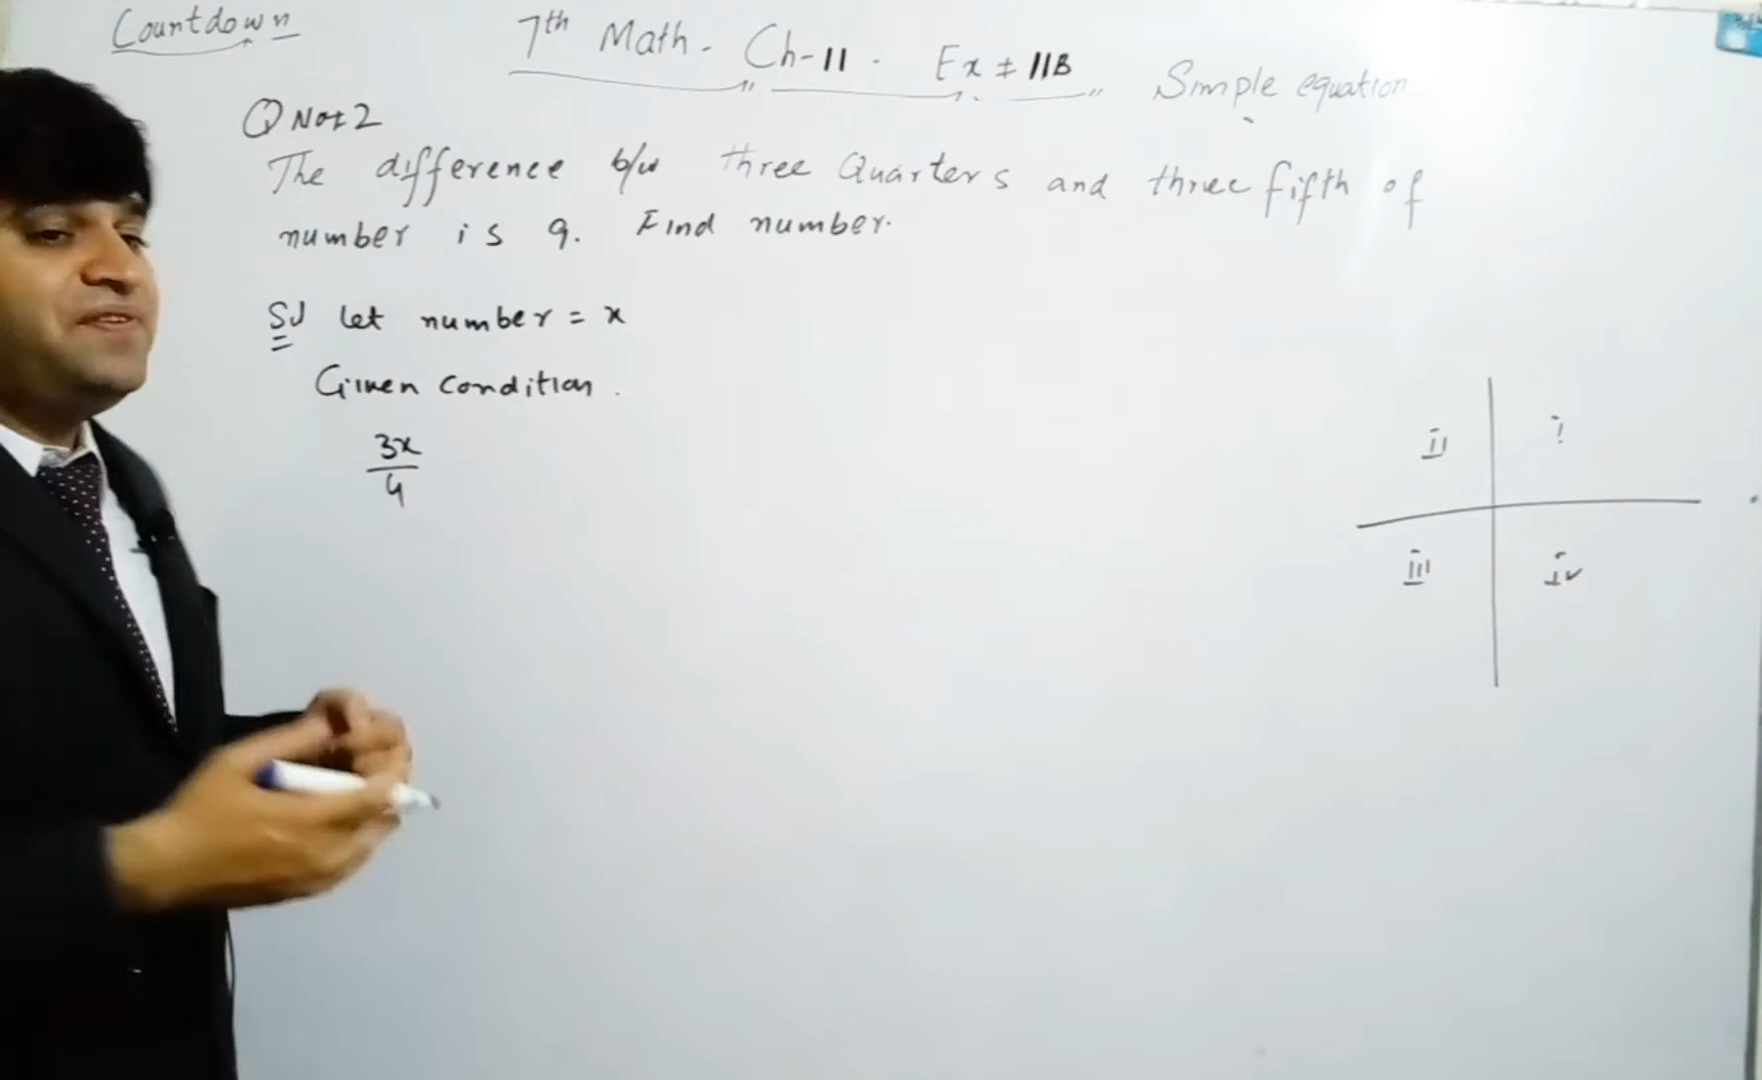 Countdown
7th Math - Ch-11 . Ex # 11B Simple equation
Q No: 2
The difference b/w three Quarters and three fifth of
number is 9. Find number.
Sol Let number = x
Given condition.
3x
4
II I
III IV